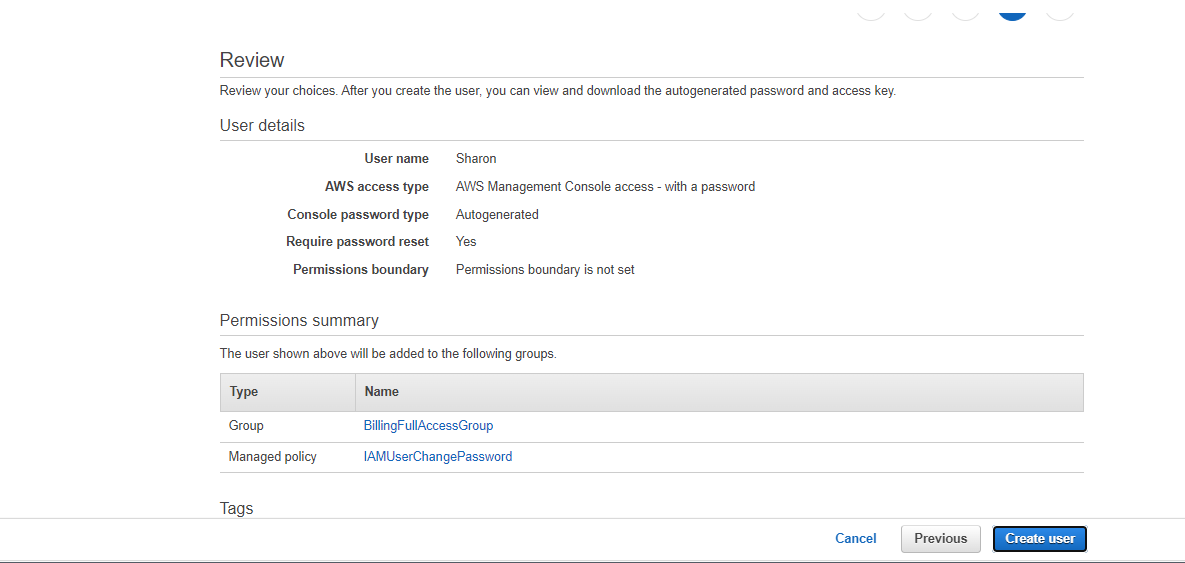 Review
Review your choices. After you create the user, you can view and download the autogenerated password and access key.
User details
User name Sharon
AWS access type AWS Management Console access - with a password
Console password type Autogenerated
Require password reset Yes
Permissions boundary Permissions boundary is not set
Permissions summary
The user shown above will be added to the following groups.
Type Name
Group BillingFullAccessGroup
Managed policy IAMUserChangePassword
Tags
Cancel Previous Create user